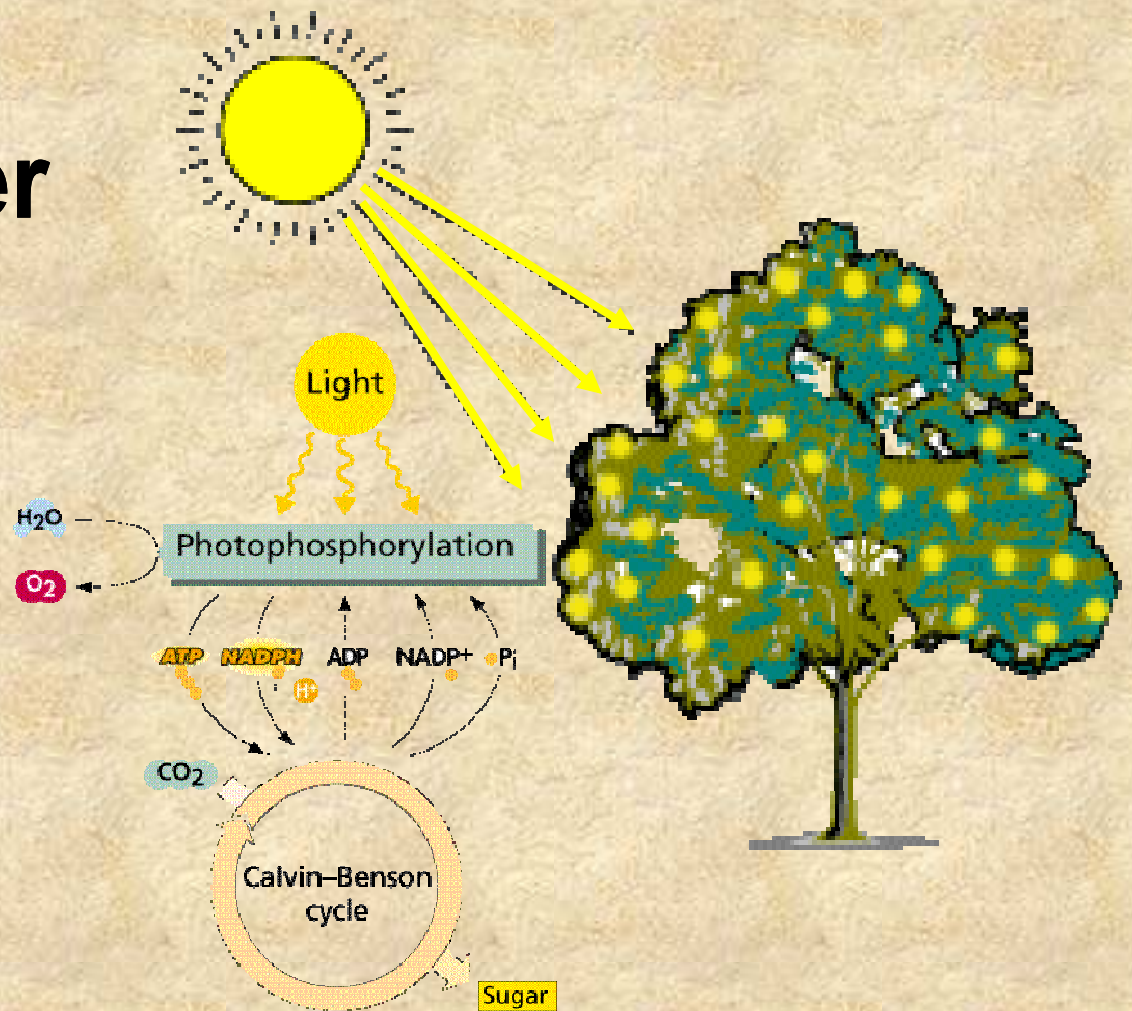 er
Light
H2O
Photophosphorylation
O2
ATP NADPH ADP NADP+ Pi
H+
CO2
Calvin–Benson
cycle
Sugar